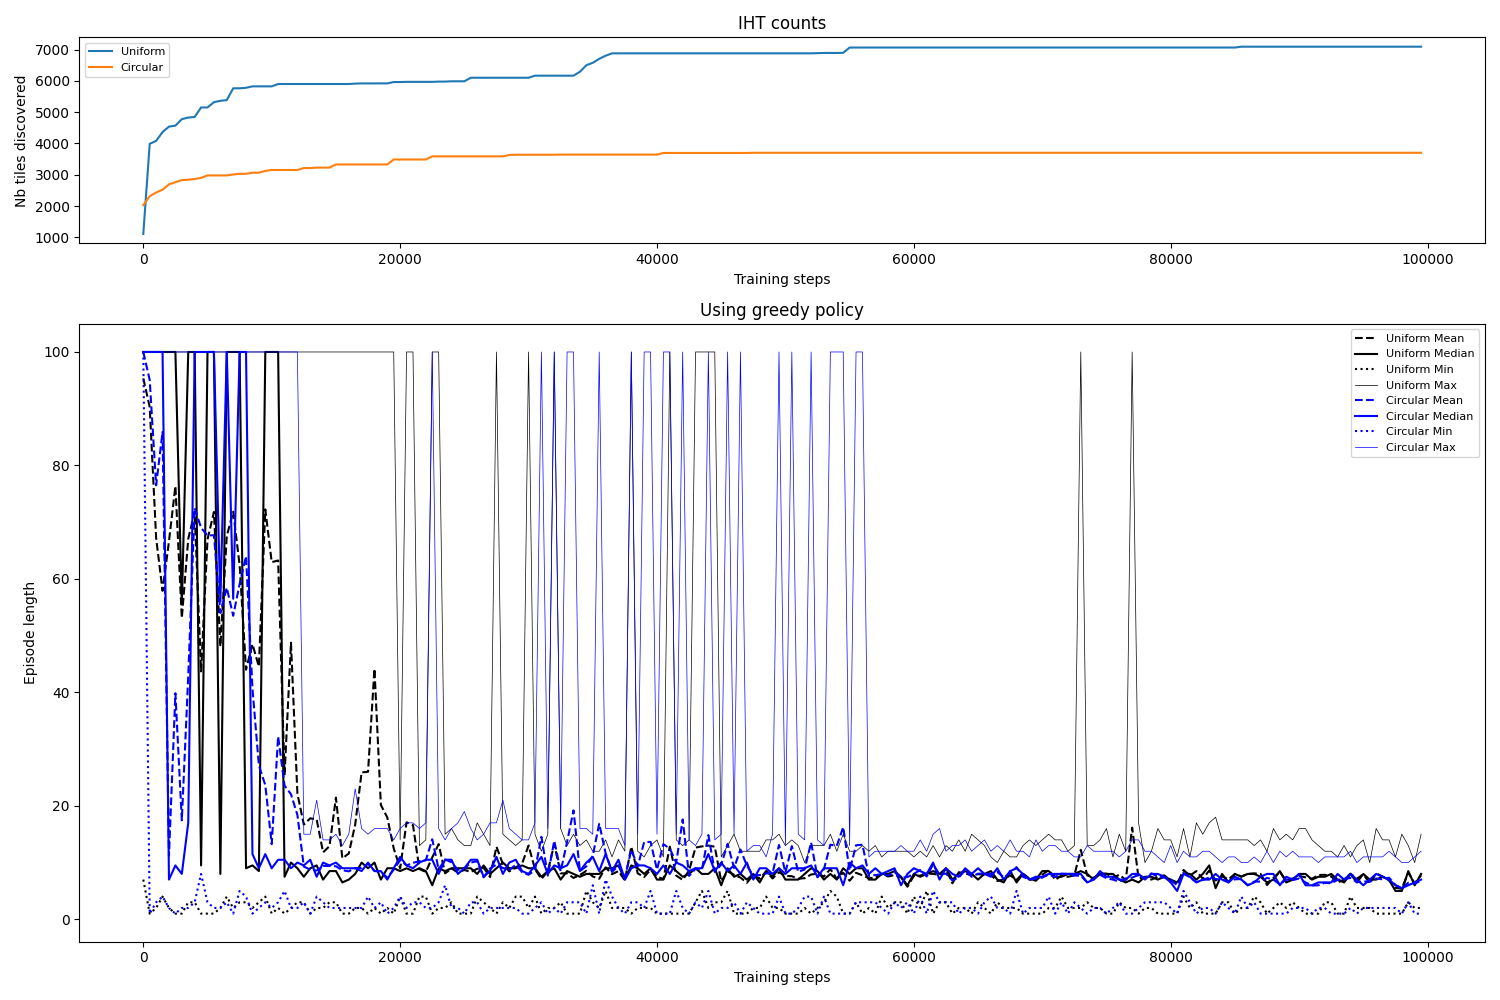 IHT counts
Nb tiles discovered
7000
6000
5000
4000
3000
2000
1000
Uniform
Circular
0
20000
40000
60000
80000
100000
Training steps
Using greedy policy
Episode length
100
80
60
40
20
0
Uniform Mean
Uniform Median
Uniform Min
Uniform Max
Circular Mean
Circular Median
Circular Min
Circular Max
0
20000
40000
60000
80000
100000
Training steps